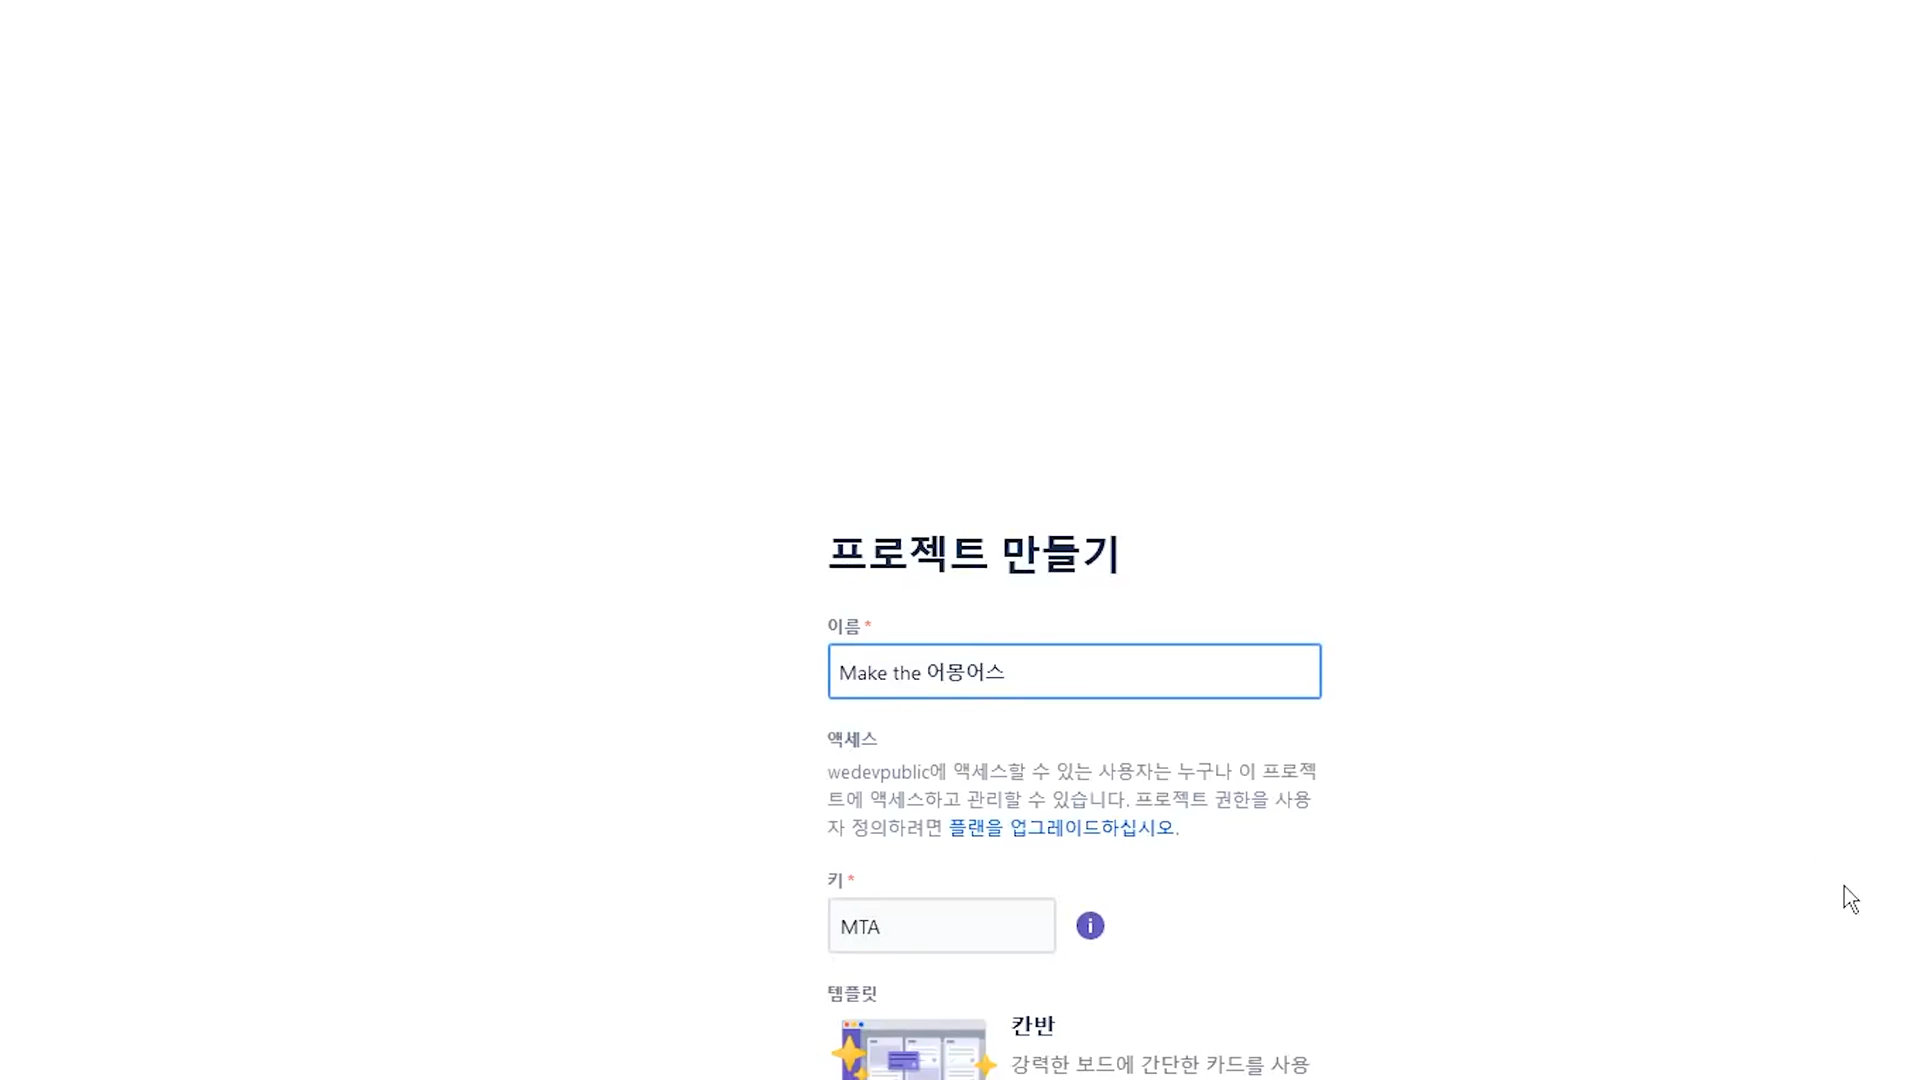 프로젝트 만들기
이름 *
Make the 어몽어스
액세스
wedevpublic에 액세스할 수 있는 사용자는 누구나 이 프로젝
트에 액세스하고 관리할 수 있습니다. 프로젝트 권한을 사용
자 정의하려면 플랜을 업그레이드하십시오.
키 *
MTA
템플릿
칸반
강력한 보드에 간단한 카드를 사용